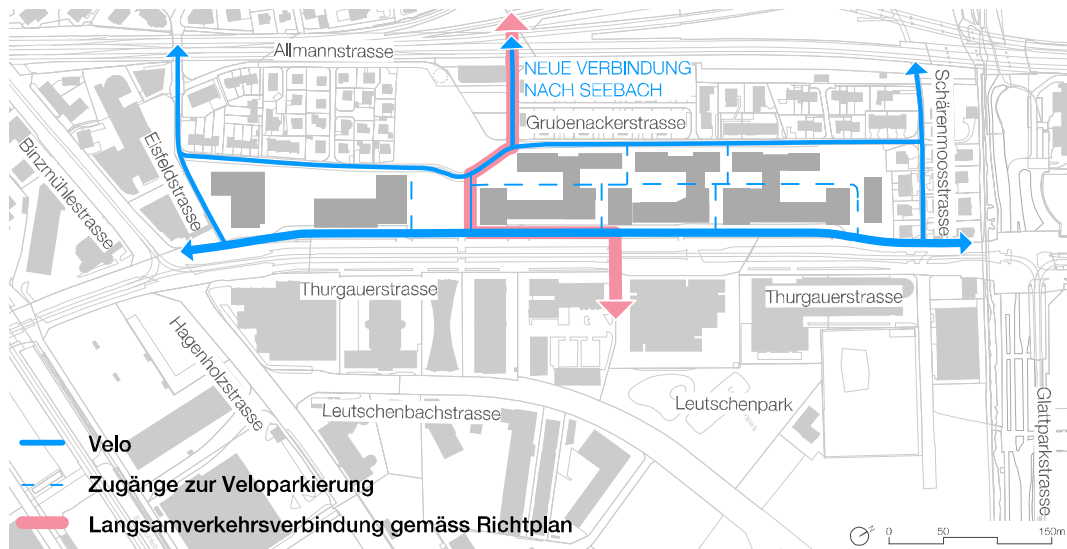 Allmannstrasse
NEUE VERBINDUNG
NACH SEEBACH
Grubenackerstrasse
Schärenmoosstrasse
Binzmühlestrasse
Eisfeldstrasse
Thurgauerstrasse
Thurgauerstrasse
Hagenholzstrasse
Leutschenbachstrasse
Leutschenpark
Glattparkstrasse
Velo
Zugänge zur Veloparkierung
Langsamverkehrsverbindung gemäss Richtplan
0 50 150m